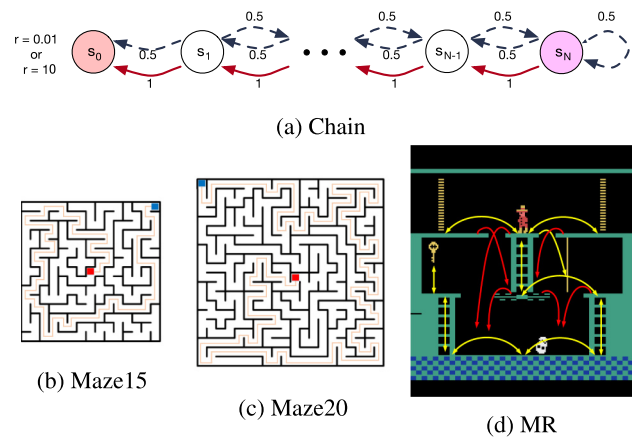 0.5 0.5 0.5
r = 0.01
or
r = 10
s0 s1 sN-1 sN
0.5 0.5 0.5 0.5
1 1 1 1
(a) Chain
(b) Maze15
(c) Maze20
(d) MR